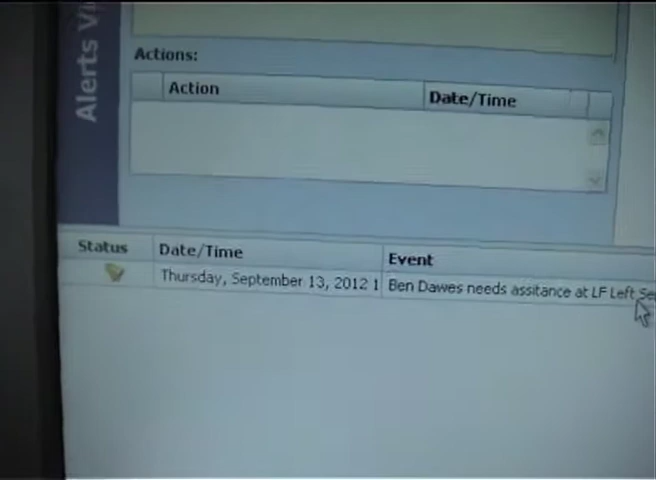 Alerts
Actions:
Action Date/Time
Status Date/Time Event
Thursday, September 13, 2012 1 Ben Dawes needs assitance at LF Left